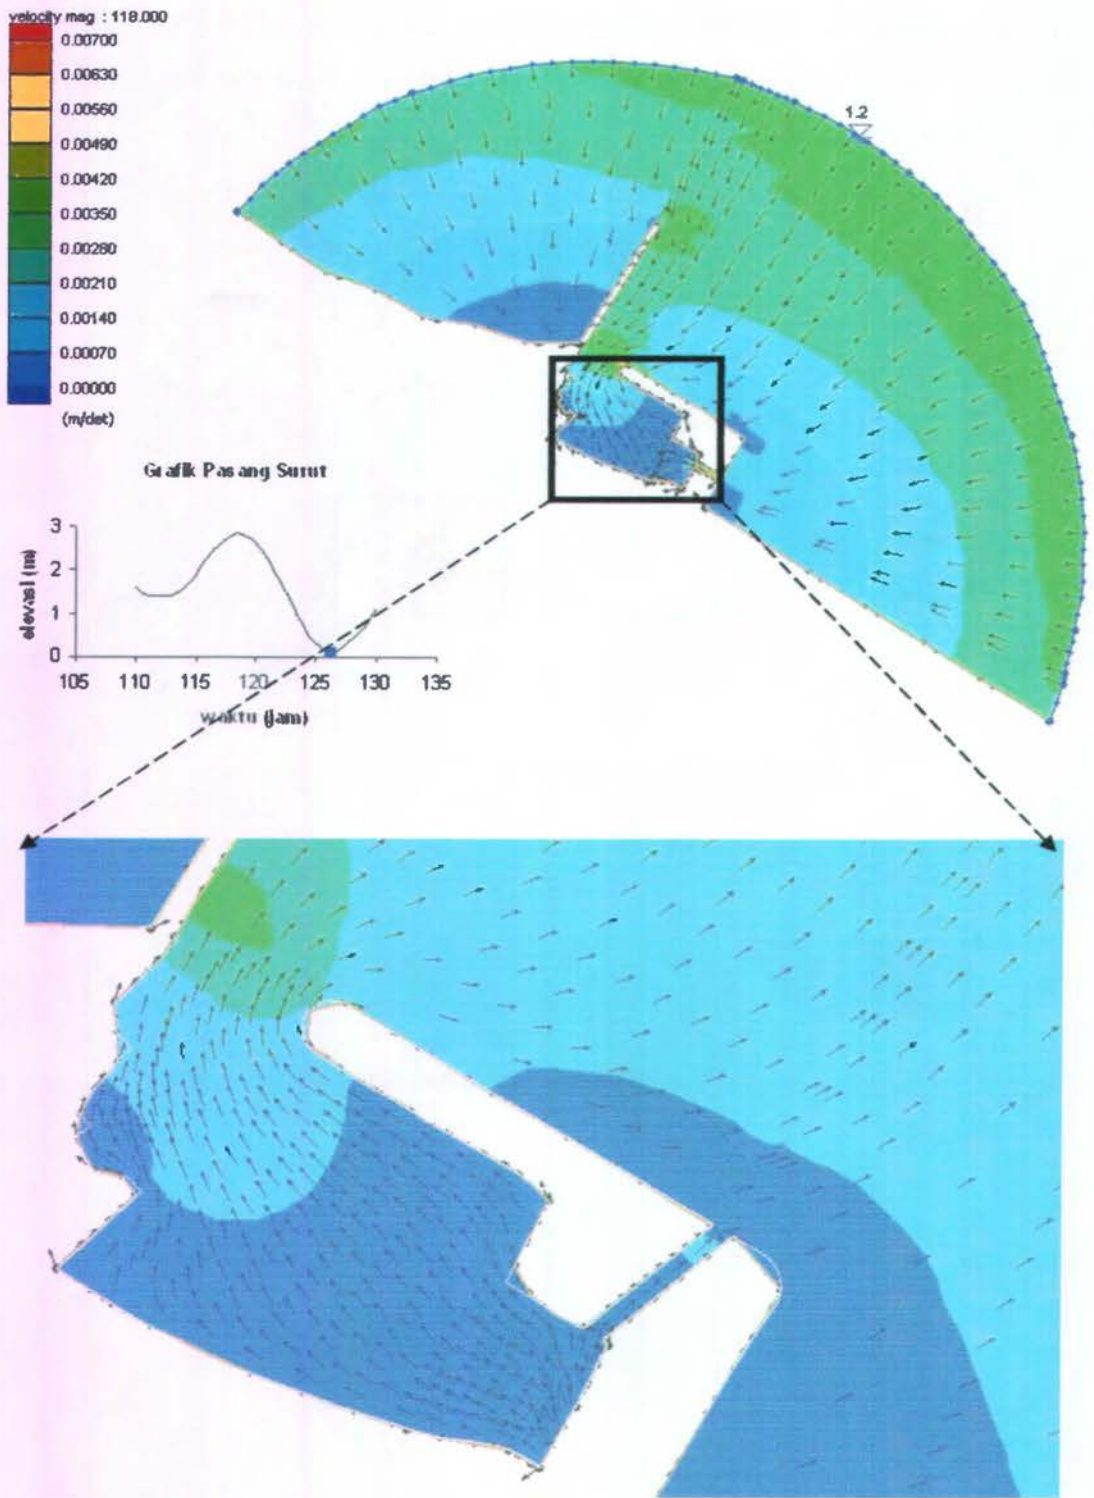 velocity mag : 118.000
0.00700
0.00630
0.00560
0.00490
0.00420
0.00350
0.00280
0.00210
0.00140
0.00070
0.00000
(m/det)
1.2
Grafik Pasang Surut
elevasi (m)
3
2
1
0
105 110 115 120 125 130 135
waktu (jam)